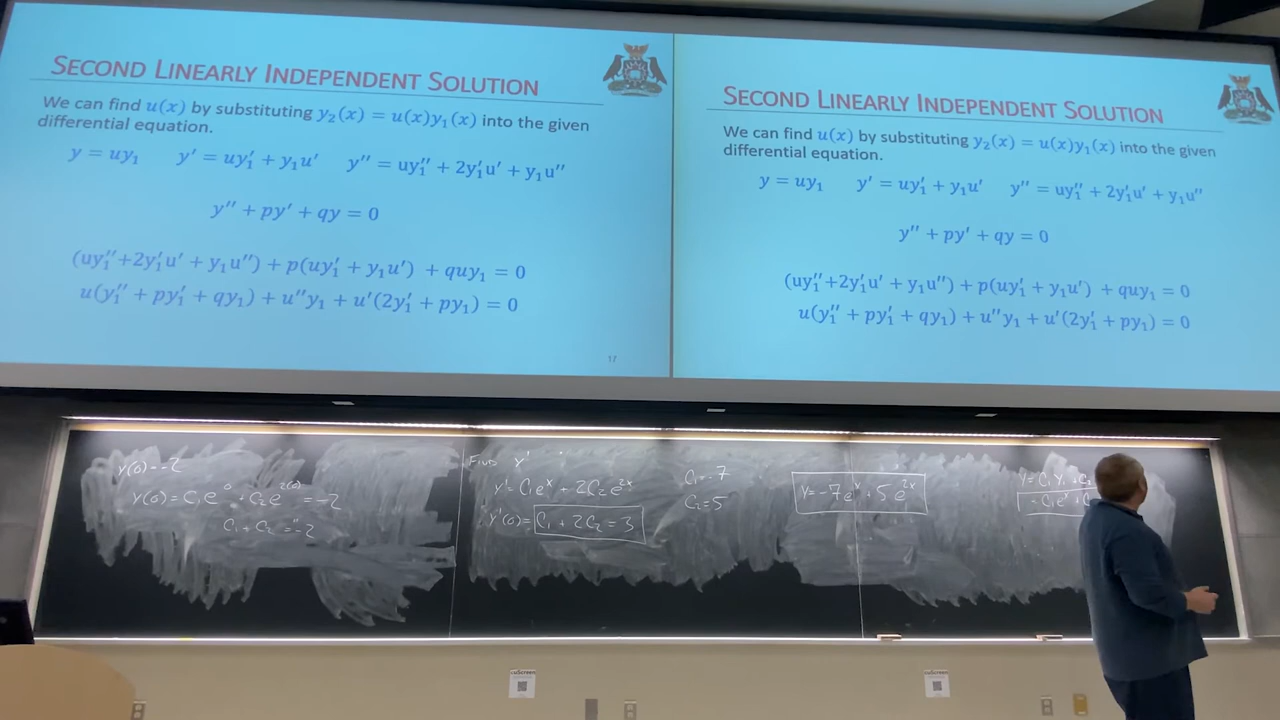 SECOND LINEARLY INDEPENDENT SOLUTION
We can find u(x) by substituting y₂(x) = u(x)y₁(x) into the given
differential equation.
y = uy₁ y′ = uy₁′ + y₁u′ y″ = uy₁″ + 2y₁′u′ + y₁u″
y″ + py′ + qy = 0
(uy₁″+2y₁′u′ + y₁u″) + p(uy₁′ + y₁u′) + quy₁ = 0
u(y₁″ + py₁′ + qy₁) + u″y₁ + u′(2y₁′ + py₁) = 0
17
SECOND LINEARLY INDEPENDENT SOLUTION
We can find u(x) by substituting y₂(x) = u(x)y₁(x) into the given
differential equation.
y = uy₁ y′ = uy₁′ + y₁u′ y″ = uy₁″ + 2y₁′u′ + y₁u″
y″ + py′ + qy = 0
(uy₁″+2y₁′u′ + y₁u″) + p(uy₁′ + y₁u′) + quy₁ = 0
u(y₁″ + py₁′ + qy₁) + u″y₁ + u′(2y₁′ + py₁) = 0
y(0)=-2
y(0) = C₁e⁰ + C₂e²⁽⁰⁾ = -2
C₁ + C₂ = -2
Find y′
y′ = C₁eˣ + 2C₂e²ˣ
y′(0) = C₁ + 2C₂ = 3
C₁=-7
C₂=5
y=-7eˣ+5e²ˣ
y=C₁y₁+C₂
=C₁eˣ+C